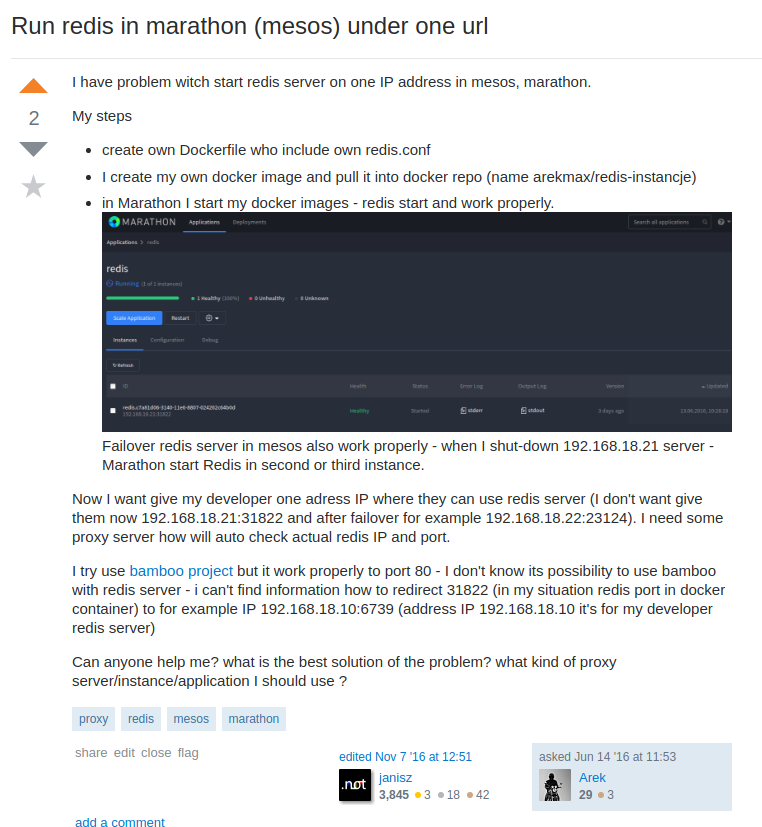 Run redis in marathon (mesos) under one url
I have problem witch start redis server on one IP address in mesos, marathon.
2
My steps
create own Dockerfile who include own redis.conf
I create my own docker image and pull it into docker repo (name arekmax/redis-instancje)
in Marathon I start my docker images - redis start and work properly.
MARATHON Applications Deployments Search all applications
Applications > redis
redis
Running (1 of 1 instances)
1 Healthy (100%) 0 Unhealthy 0 Unknown
Scale Application Restart
Instances Configuration Debug
Refresh
ID Health Status Error Log Output Log Version Updated
Healthy Started stderr stdout 3 days ago
192.168.18.21:31822
Failover redis server in mesos also work properly - when I shut-down 192.168.18.21 server -
Marathon start Redis in second or third instance.
Now I want give my developer one adress IP where they can use redis server (I don't want give
them now 192.168.18.21:31822 and after failover for example 192.168.18.22:23124). I need some
proxy server how will auto check actual redis IP and port.
I try use bamboo project but it work properly to port 80 - I don't know its possibility to use bamboo
with redis server - i can't find information how to redirect 31822 (in my situation redis port in docker
container) to for example IP 192.168.18.10:6739 (address IP 192.168.18.10 it's for my developer
redis server)
Can anyone help me? what is the best solution of the problem? what kind of proxy
server/instance/application I should use ?
proxy redis mesos marathon
share edit close flag
edited Nov 7 '16 at 12:51
.nøt
janisz
3,845 3 18 42
asked Jun 14 '16 at 11:53
Arek
29 3
add a comment